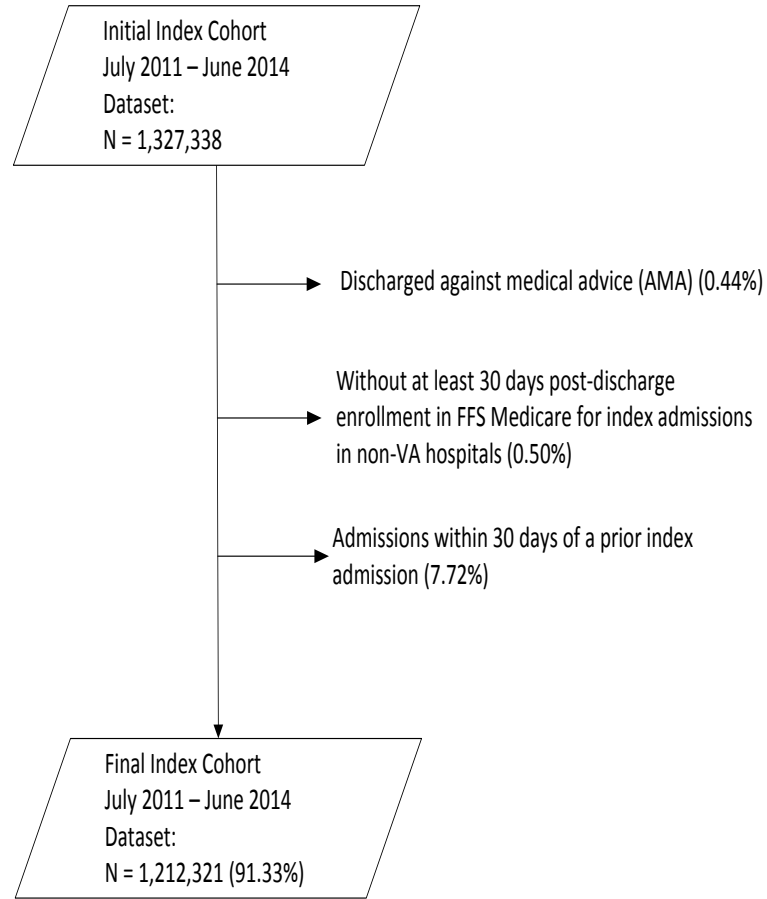 Initial Index Cohort
July 2011 – June 2014
Dataset:
N = 1,327,338
Discharged against medical advice (AMA) (0.44%)
Without at least 30 days post-discharge
enrollment in FFS Medicare for index admissions
in non-VA hospitals (0.50%)
Admissions within 30 days of a prior index
admission (7.72%)
Final Index Cohort
July 2011 – June 2014
Dataset:
N = 1,212,321 (91.33%)